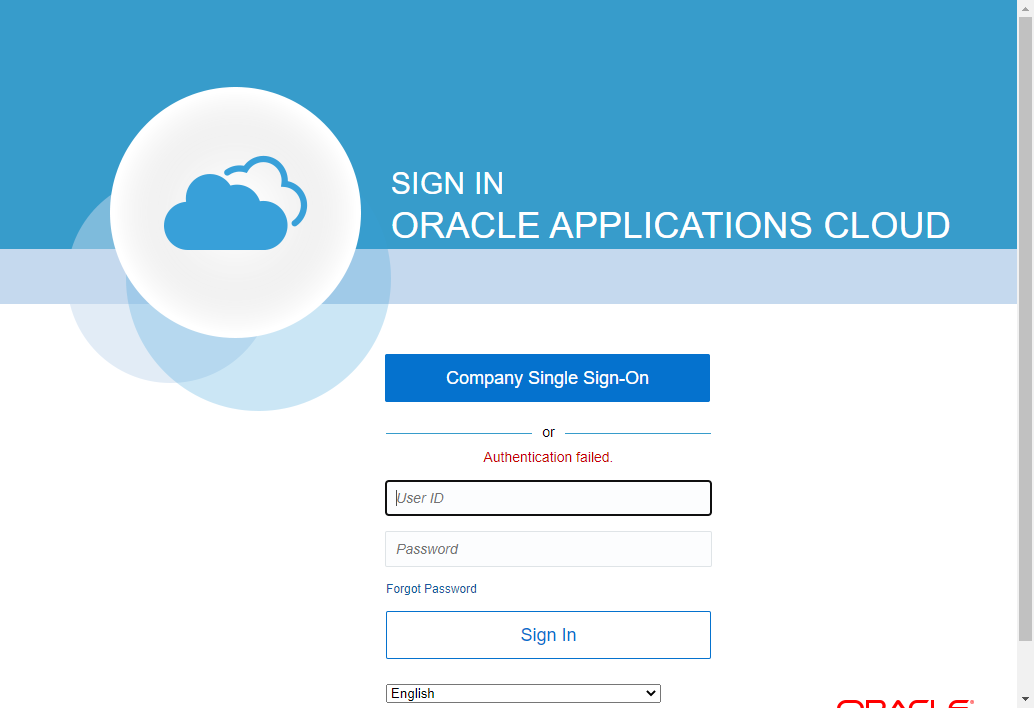 SIGN IN
ORACLE APPLICATIONS CLOUD
Company Single Sign-On
or
Authentication failed.
User ID
Password
Forgot Password
Sign In
English
ORACLE